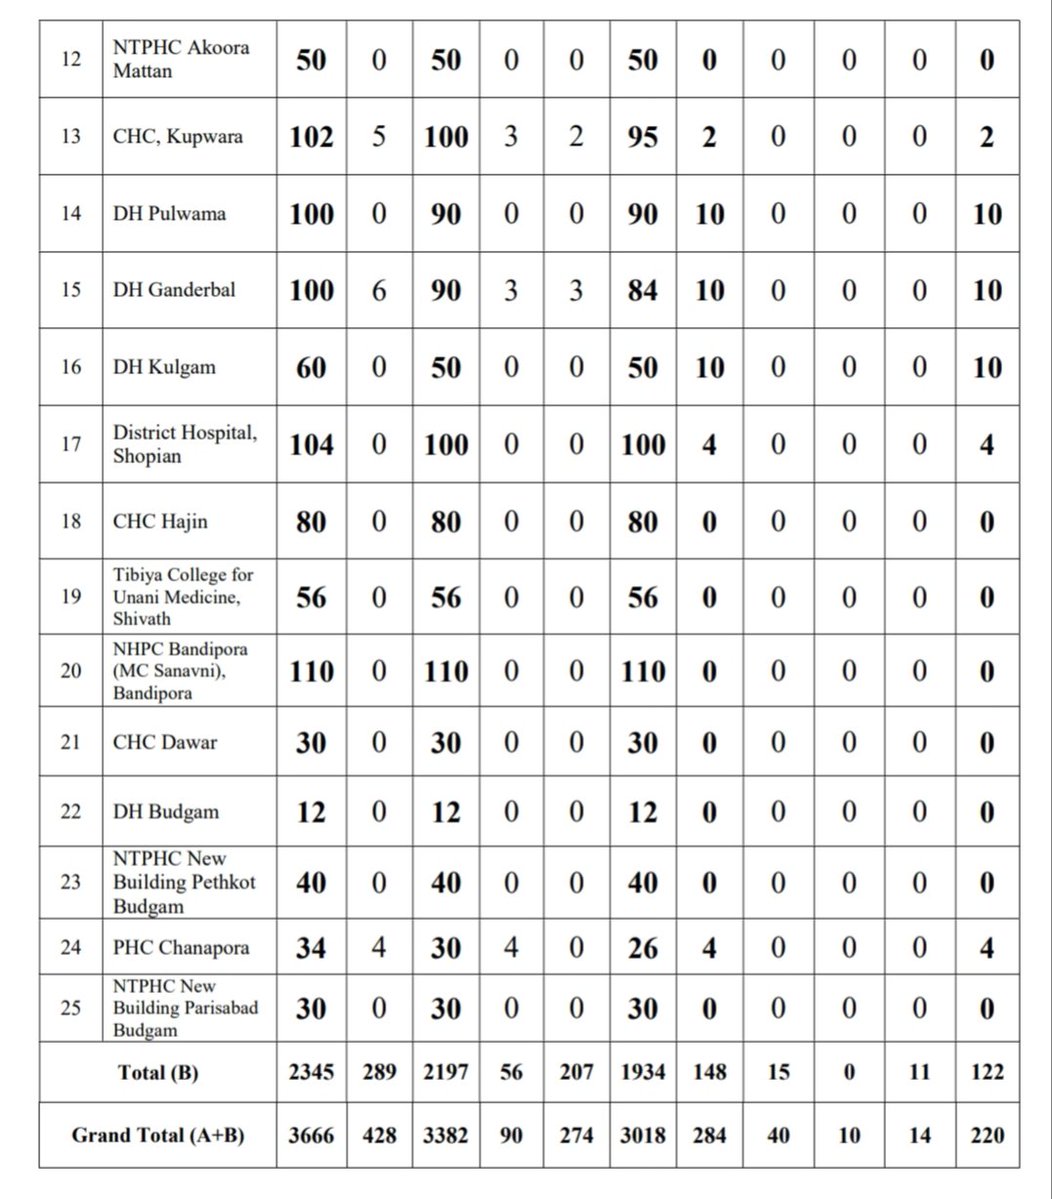 12 NTPHC Akoora Mattan 50 0 50 0 0 50 0 0 0 0 0
13 CHC, Kupwara 102 5 100 3 2 95 2 0 0 0 2
14 DH Pulwama 100 0 90 0 0 90 10 0 0 0 10
15 DH Ganderbal 100 6 90 3 3 84 10 0 0 0 10
16 DH Kulgam 60 0 50 0 0 50 10 0 0 0 10
17 District Hospital, Shopian 104 0 100 0 0 100 4 0 0 0 4
18 CHC Hajin 80 0 80 0 0 80 0 0 0 0 0
19 Tibiya College for Unani Medicine, Shivath 56 0 56 0 0 56 0 0 0 0 0
20 NHPC Bandipora (MC Sanavni), Bandipora 110 0 110 0 0 110 0 0 0 0 0
21 CHC Dawar 30 0 30 0 0 30 0 0 0 0 0
22 DH Budgam 12 0 12 0 0 12 0 0 0 0 0
23 NTPHC New Building Pethkot Budgam 40 0 40 0 0 40 0 0 0 0 0
24 PHC Chanapora 34 4 30 4 0 26 4 0 0 0 4
25 NTPHC New Building Parisabad Budgam 30 0 30 0 0 30 0 0 0 0 0
Total (B) 2345 289 2197 56 207 1934 148 15 0 11 122
Grand Total (A+B) 3666 428 3382 90 274 3018 284 40 10 14 220